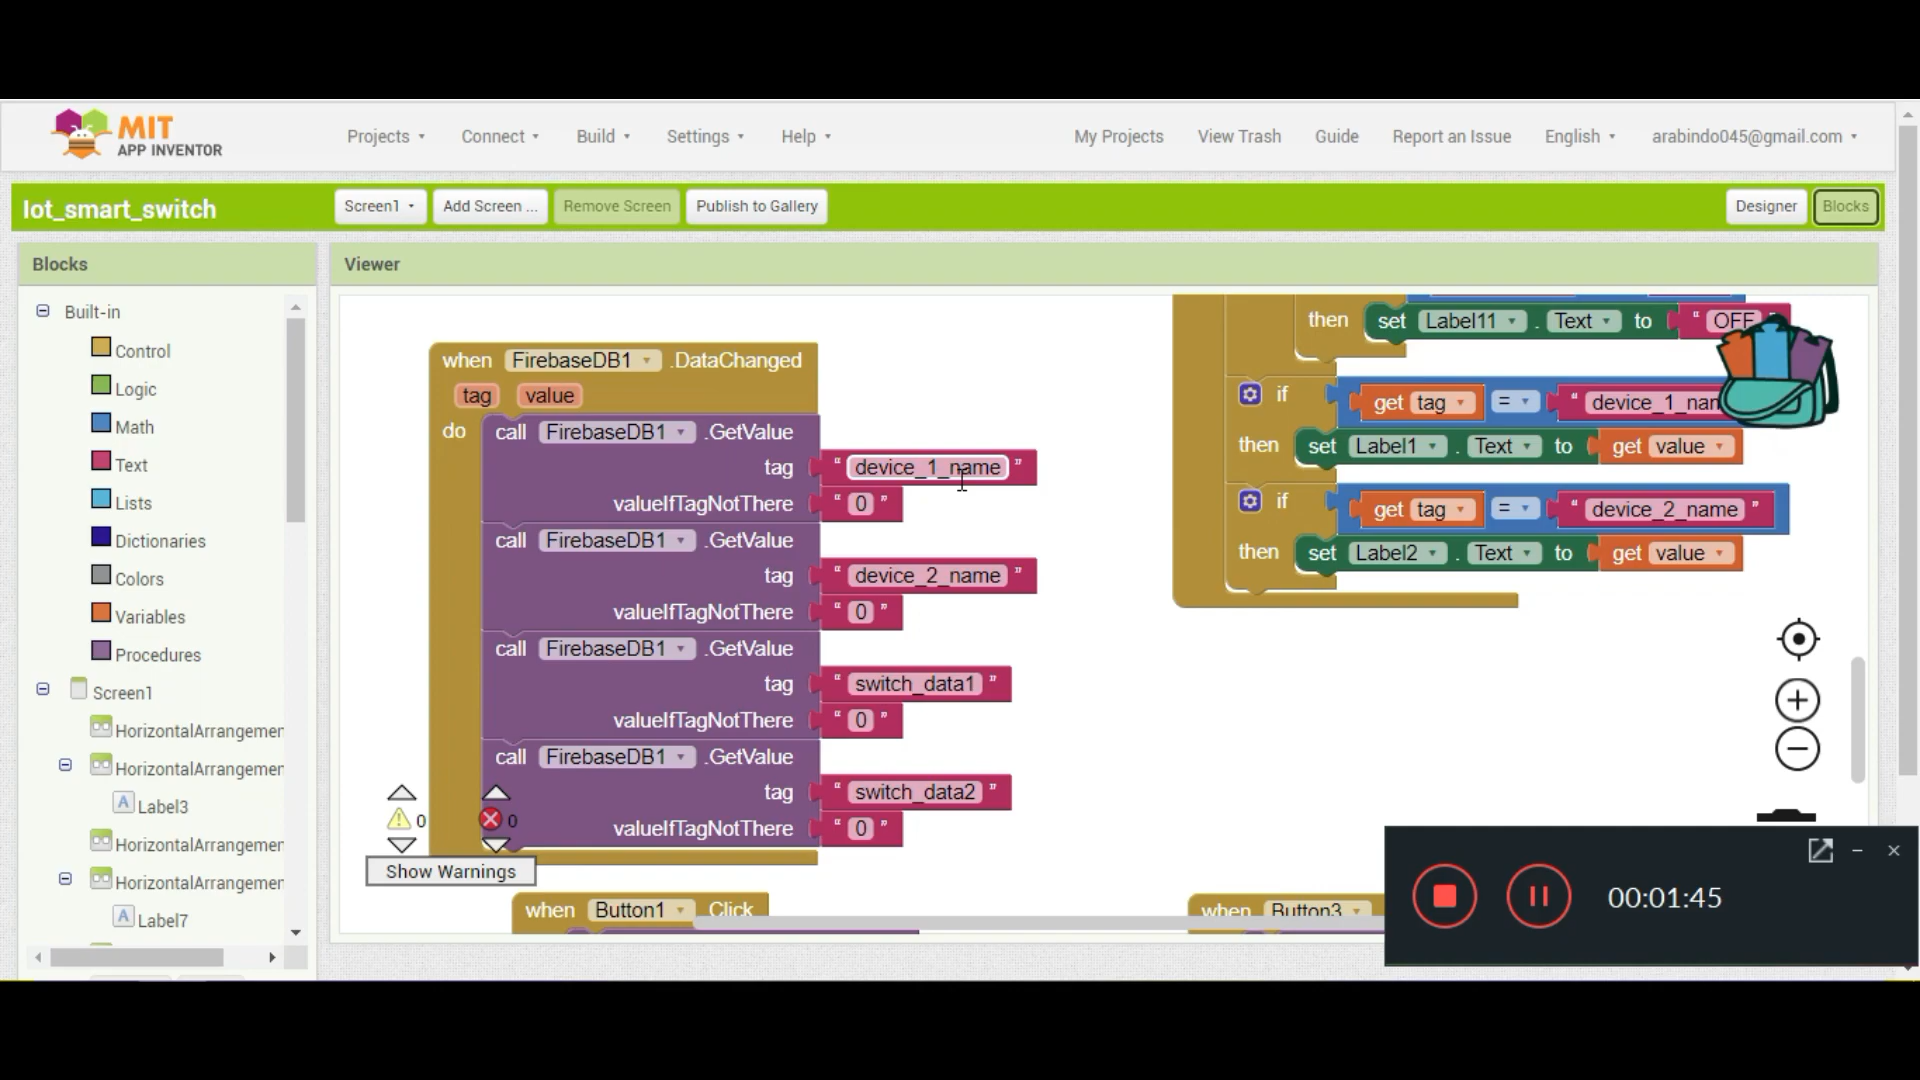 MIT
APP INVENTOR
Projects Connect Build Settings Help My Projects View Trash Guide Report an Issue English arabindo045@gmail.com
Iot_smart_switch Screen1 Add Screen ... Remove Screen Publish to Gallery Designer Blocks
Blocks
Viewer
Built-in
Control
Logic
Math
Text
Lists
Dictionaries
Colors
Variables
Procedures
Screen1
HorizontalArrangemen
HorizontalArrangemen
Label3
HorizontalArrangemen
HorizontalArrangemen
Label7
when FirebaseDB1 .DataChanged
tag value
do call FirebaseDB1 .GetValue
tag “ device_1_name ”
valueIfTagNotThere “ 0 ”
call FirebaseDB1 .GetValue
tag “ device_2_name ”
valueIfTagNotThere “ 0 ”
call FirebaseDB1 .GetValue
tag “ switch_data1 ”
valueIfTagNotThere “ 0 ”
call FirebaseDB1 .GetValue
tag “ switch_data2 ”
valueIfTagNotThere “ 0 ”
0 0
Show Warnings
when Button1 .Click
then set Label11 . Text to “ OFF ”
if get tag = “ device_1_nam
then set Label1 . Text to get value
if get tag = “ device_2_name ”
then set Label2 . Text to get value
when Button3
00:01:45